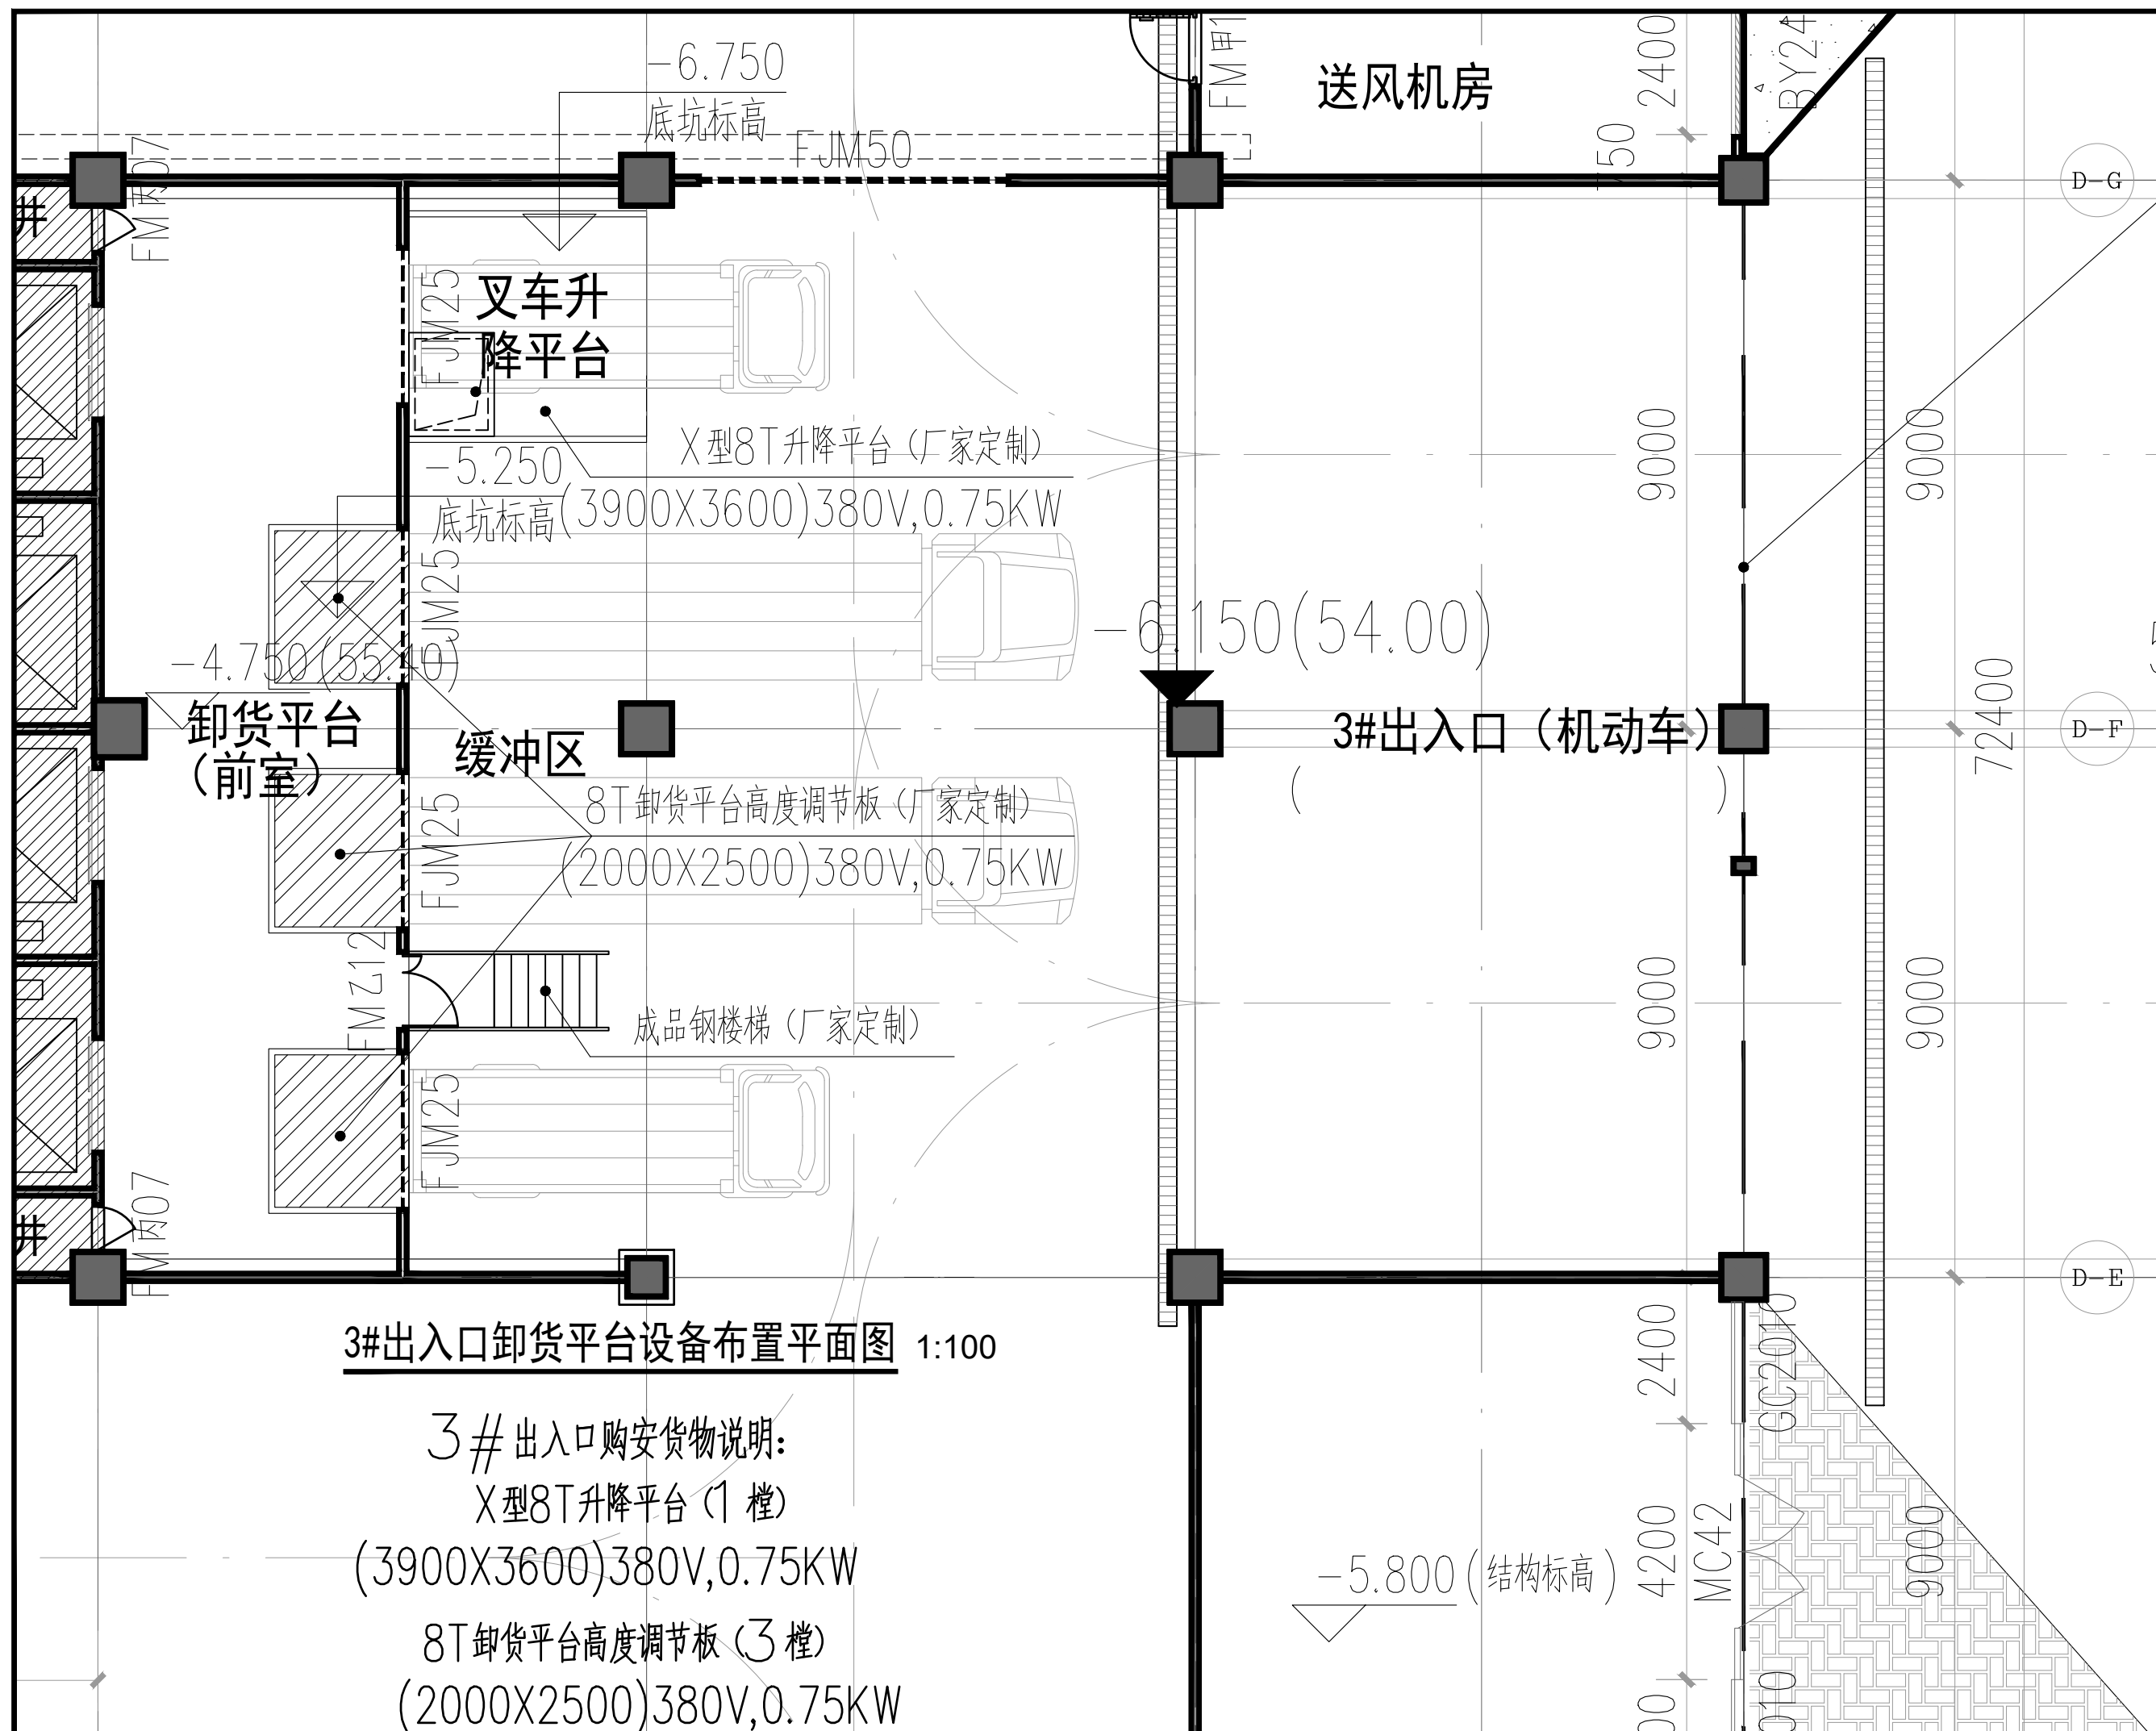 -6.750
底坑标高
FJM50
FM甲1
送风机房
2400
BY24
D-G
FM丙07
井
FJM25
叉车升
降平台
X型8T升降平台(厂家定制)
(3900X3600)380V,0.75KW
-5.250
底坑标高
9000
9000
FJM25
-4.750(55.40)
卸货平台
(前室)
缓冲区
-6.150(54.00)
3#出入口(机动车)
( )
72400
D-F
8T卸货平台高度调节板(厂家定制)
(2000X2500)380V,0.75KW
FJM25
FM乙12
成品钢楼梯(厂家定制)
9000
9000
FJM25
FM丙07
井
D-E
3#出入口卸货平台设备布置平面图 1:100
2400
GC2010
3#出入口购安货物说明:
X型8T升降平台(1樘)
(3900X3600)380V,0.75KW
8T卸货平台高度调节板(3樘)
(2000X2500)380V,0.75KW
-5.800(结构标高)
4200
MC42
9000